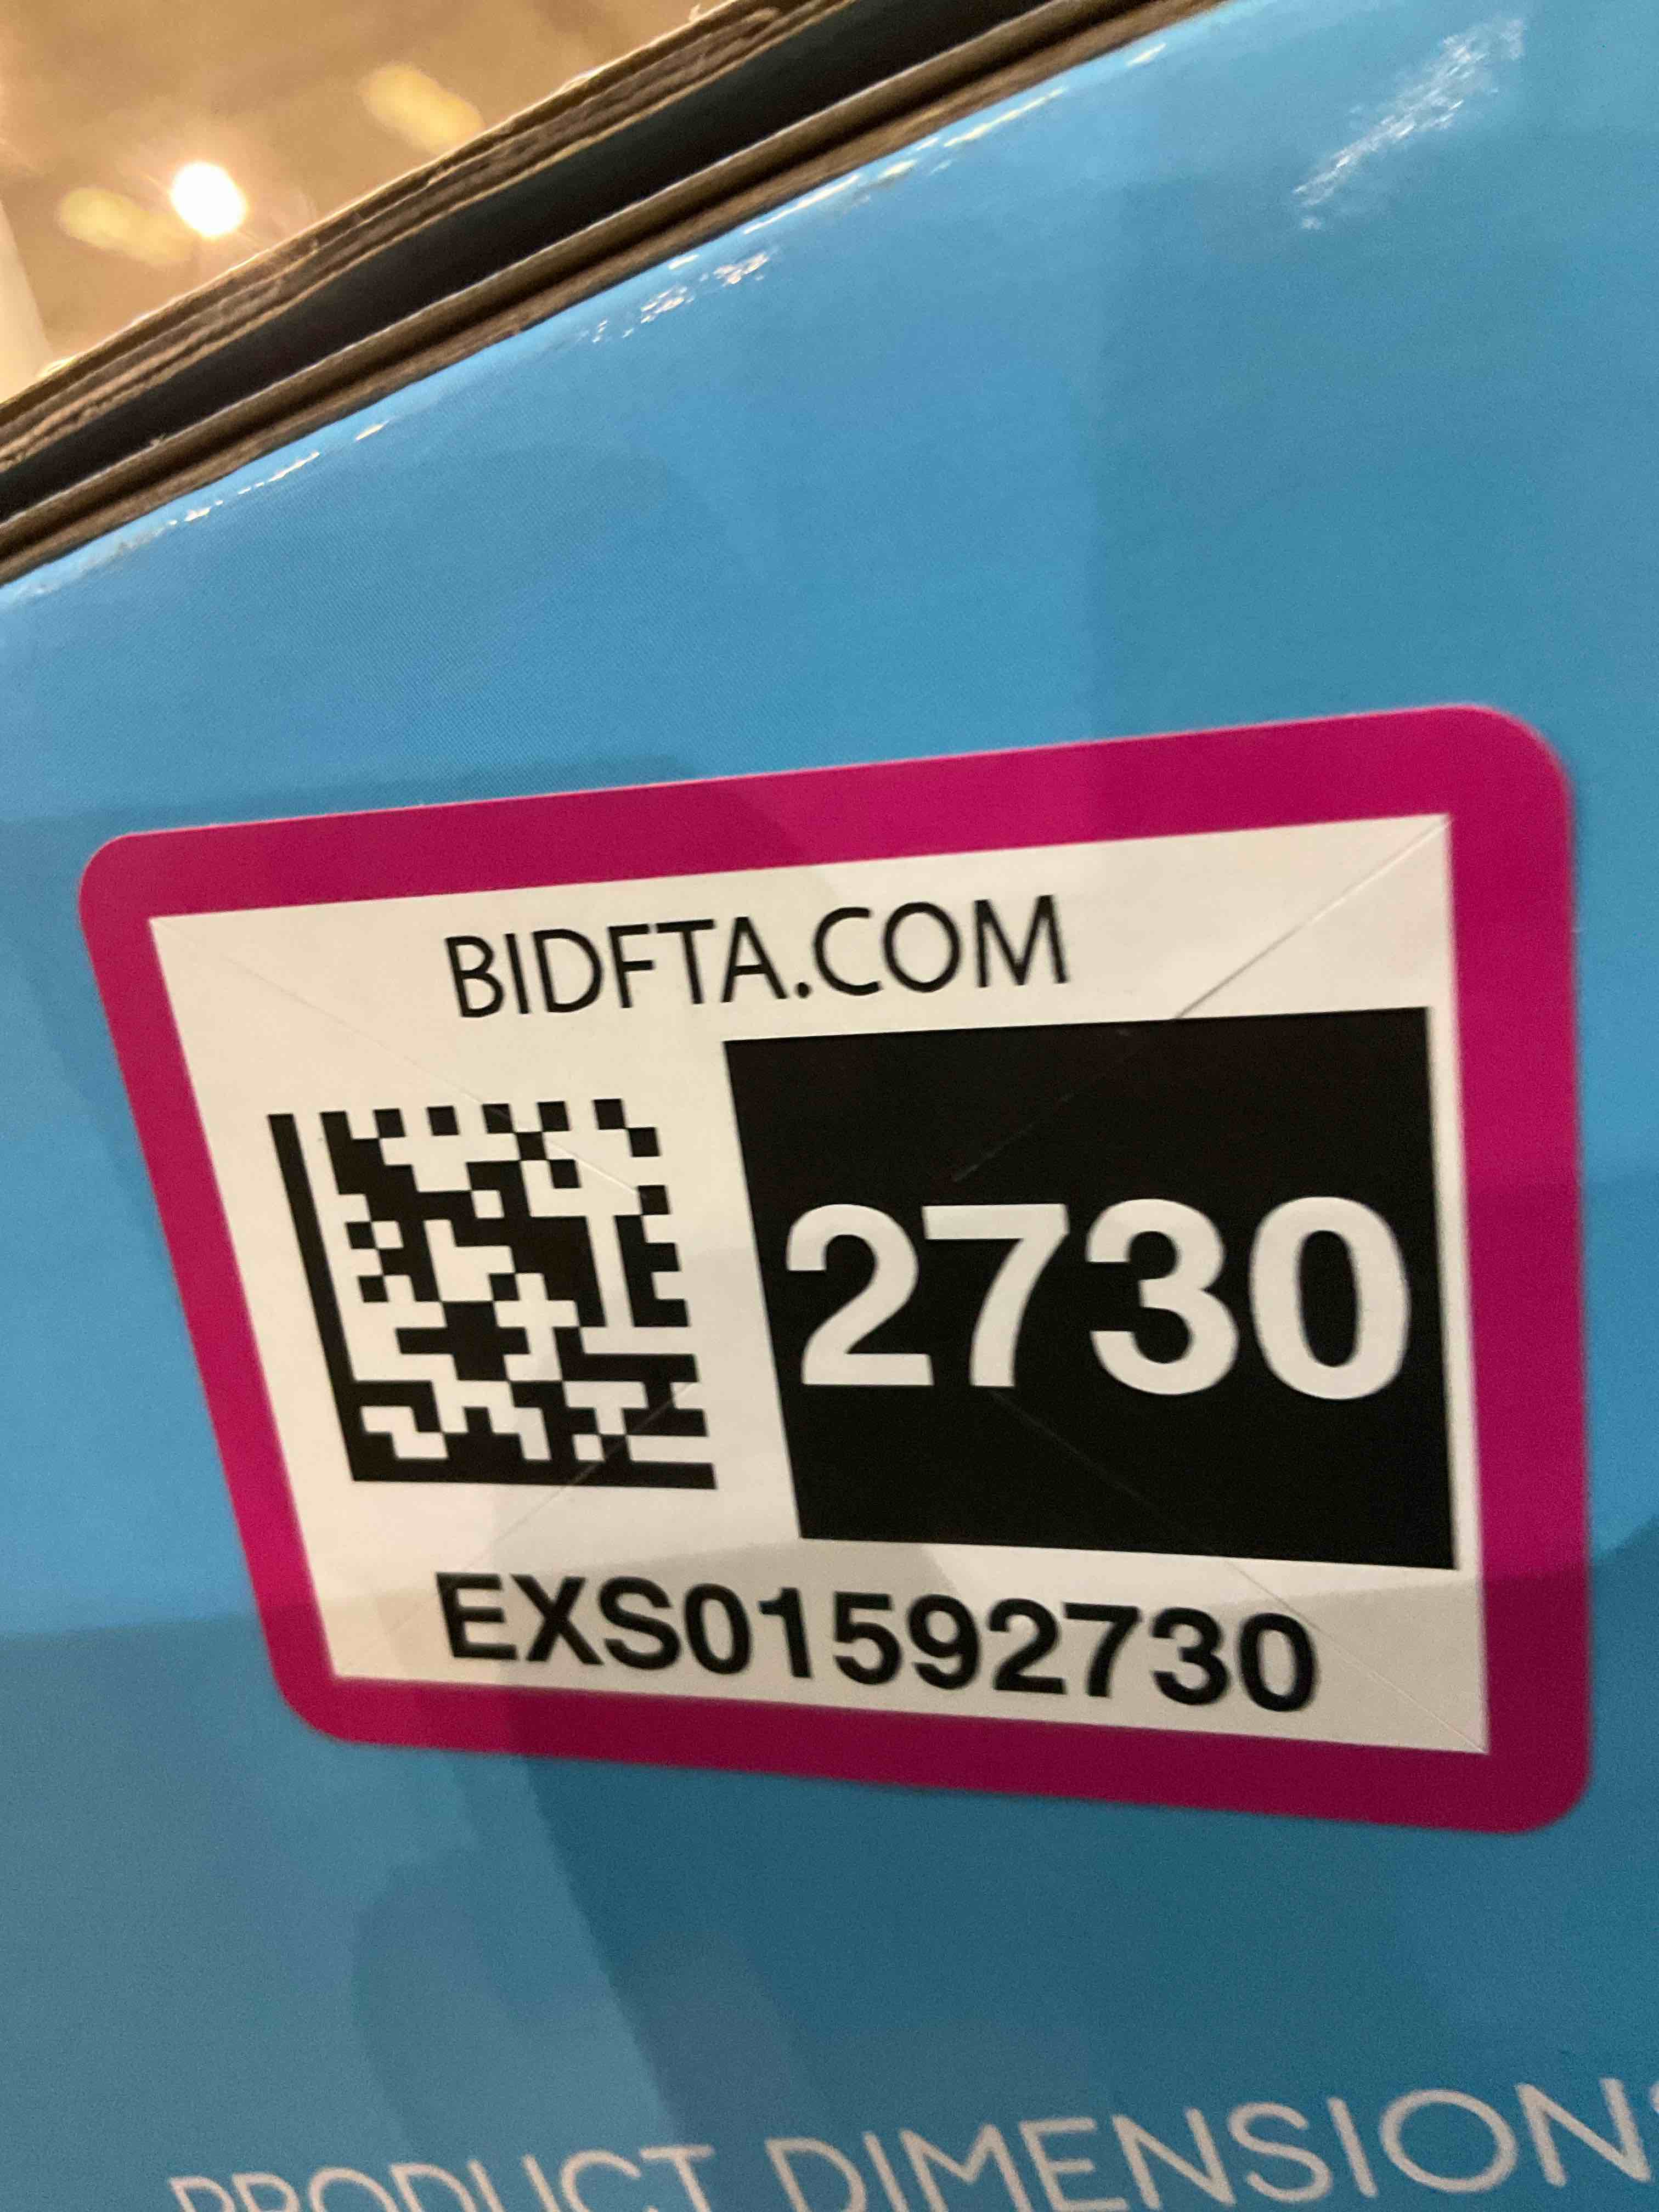 BIDFTA.COM
2730
EXS01592730
PRODUCT DIMENSIONS